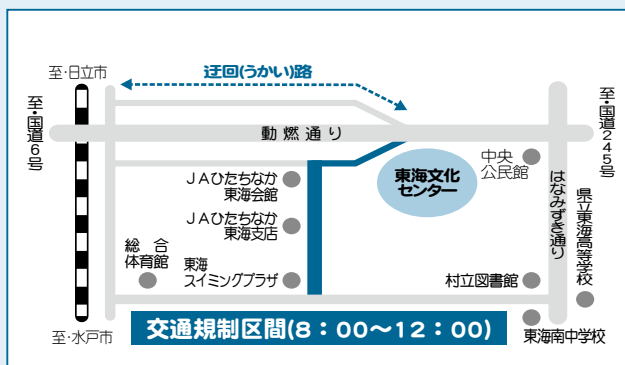 至・日立市
迂回(うかい)路
至・国道6号
動燃通り
至・国道245号
JAひたちなか
東海会館
東海文化
センター
中央
公民館
はなみずき通り
県立東海高等学校
JAひたちなか
東海支店
総合
体育館
東海
スイミングプラザ
村立図書館
至・水戸市
交通規制区間(8:00〜12:00)
東海南中学校